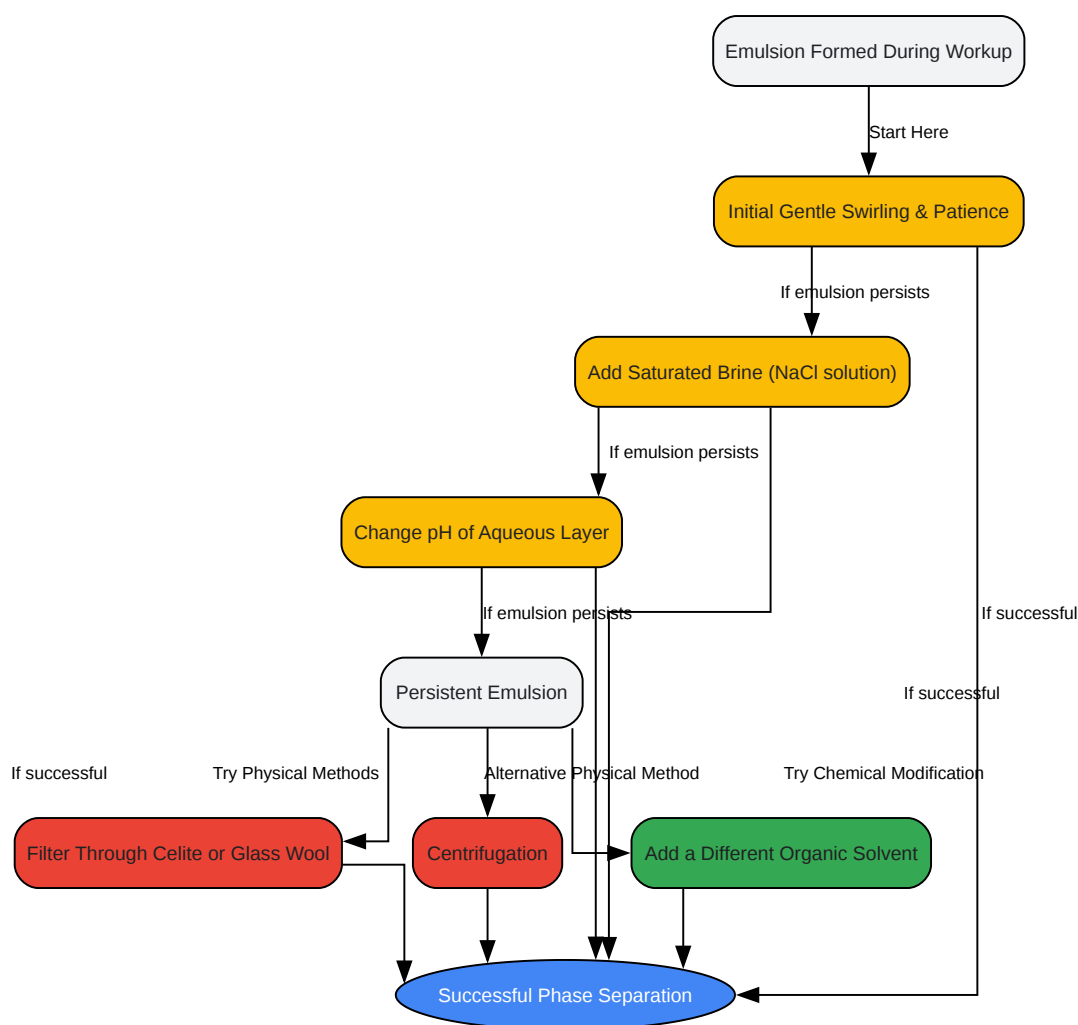 Emulsion Formed During Workup
Start Here
Initial Gentle Swirling & Patience
If emulsion persists
Add Saturated Brine (NaCl solution)
If emulsion persists
Change pH of Aqueous Layer
If emulsion persists
If successful
Persistent Emulsion
If successful
If successful
Try Physical Methods
Alternative Physical Method
Try Chemical Modification
Filter Through Celite or Glass Wool
Centrifugation
Add a Different Organic Solvent
Successful Phase Separation